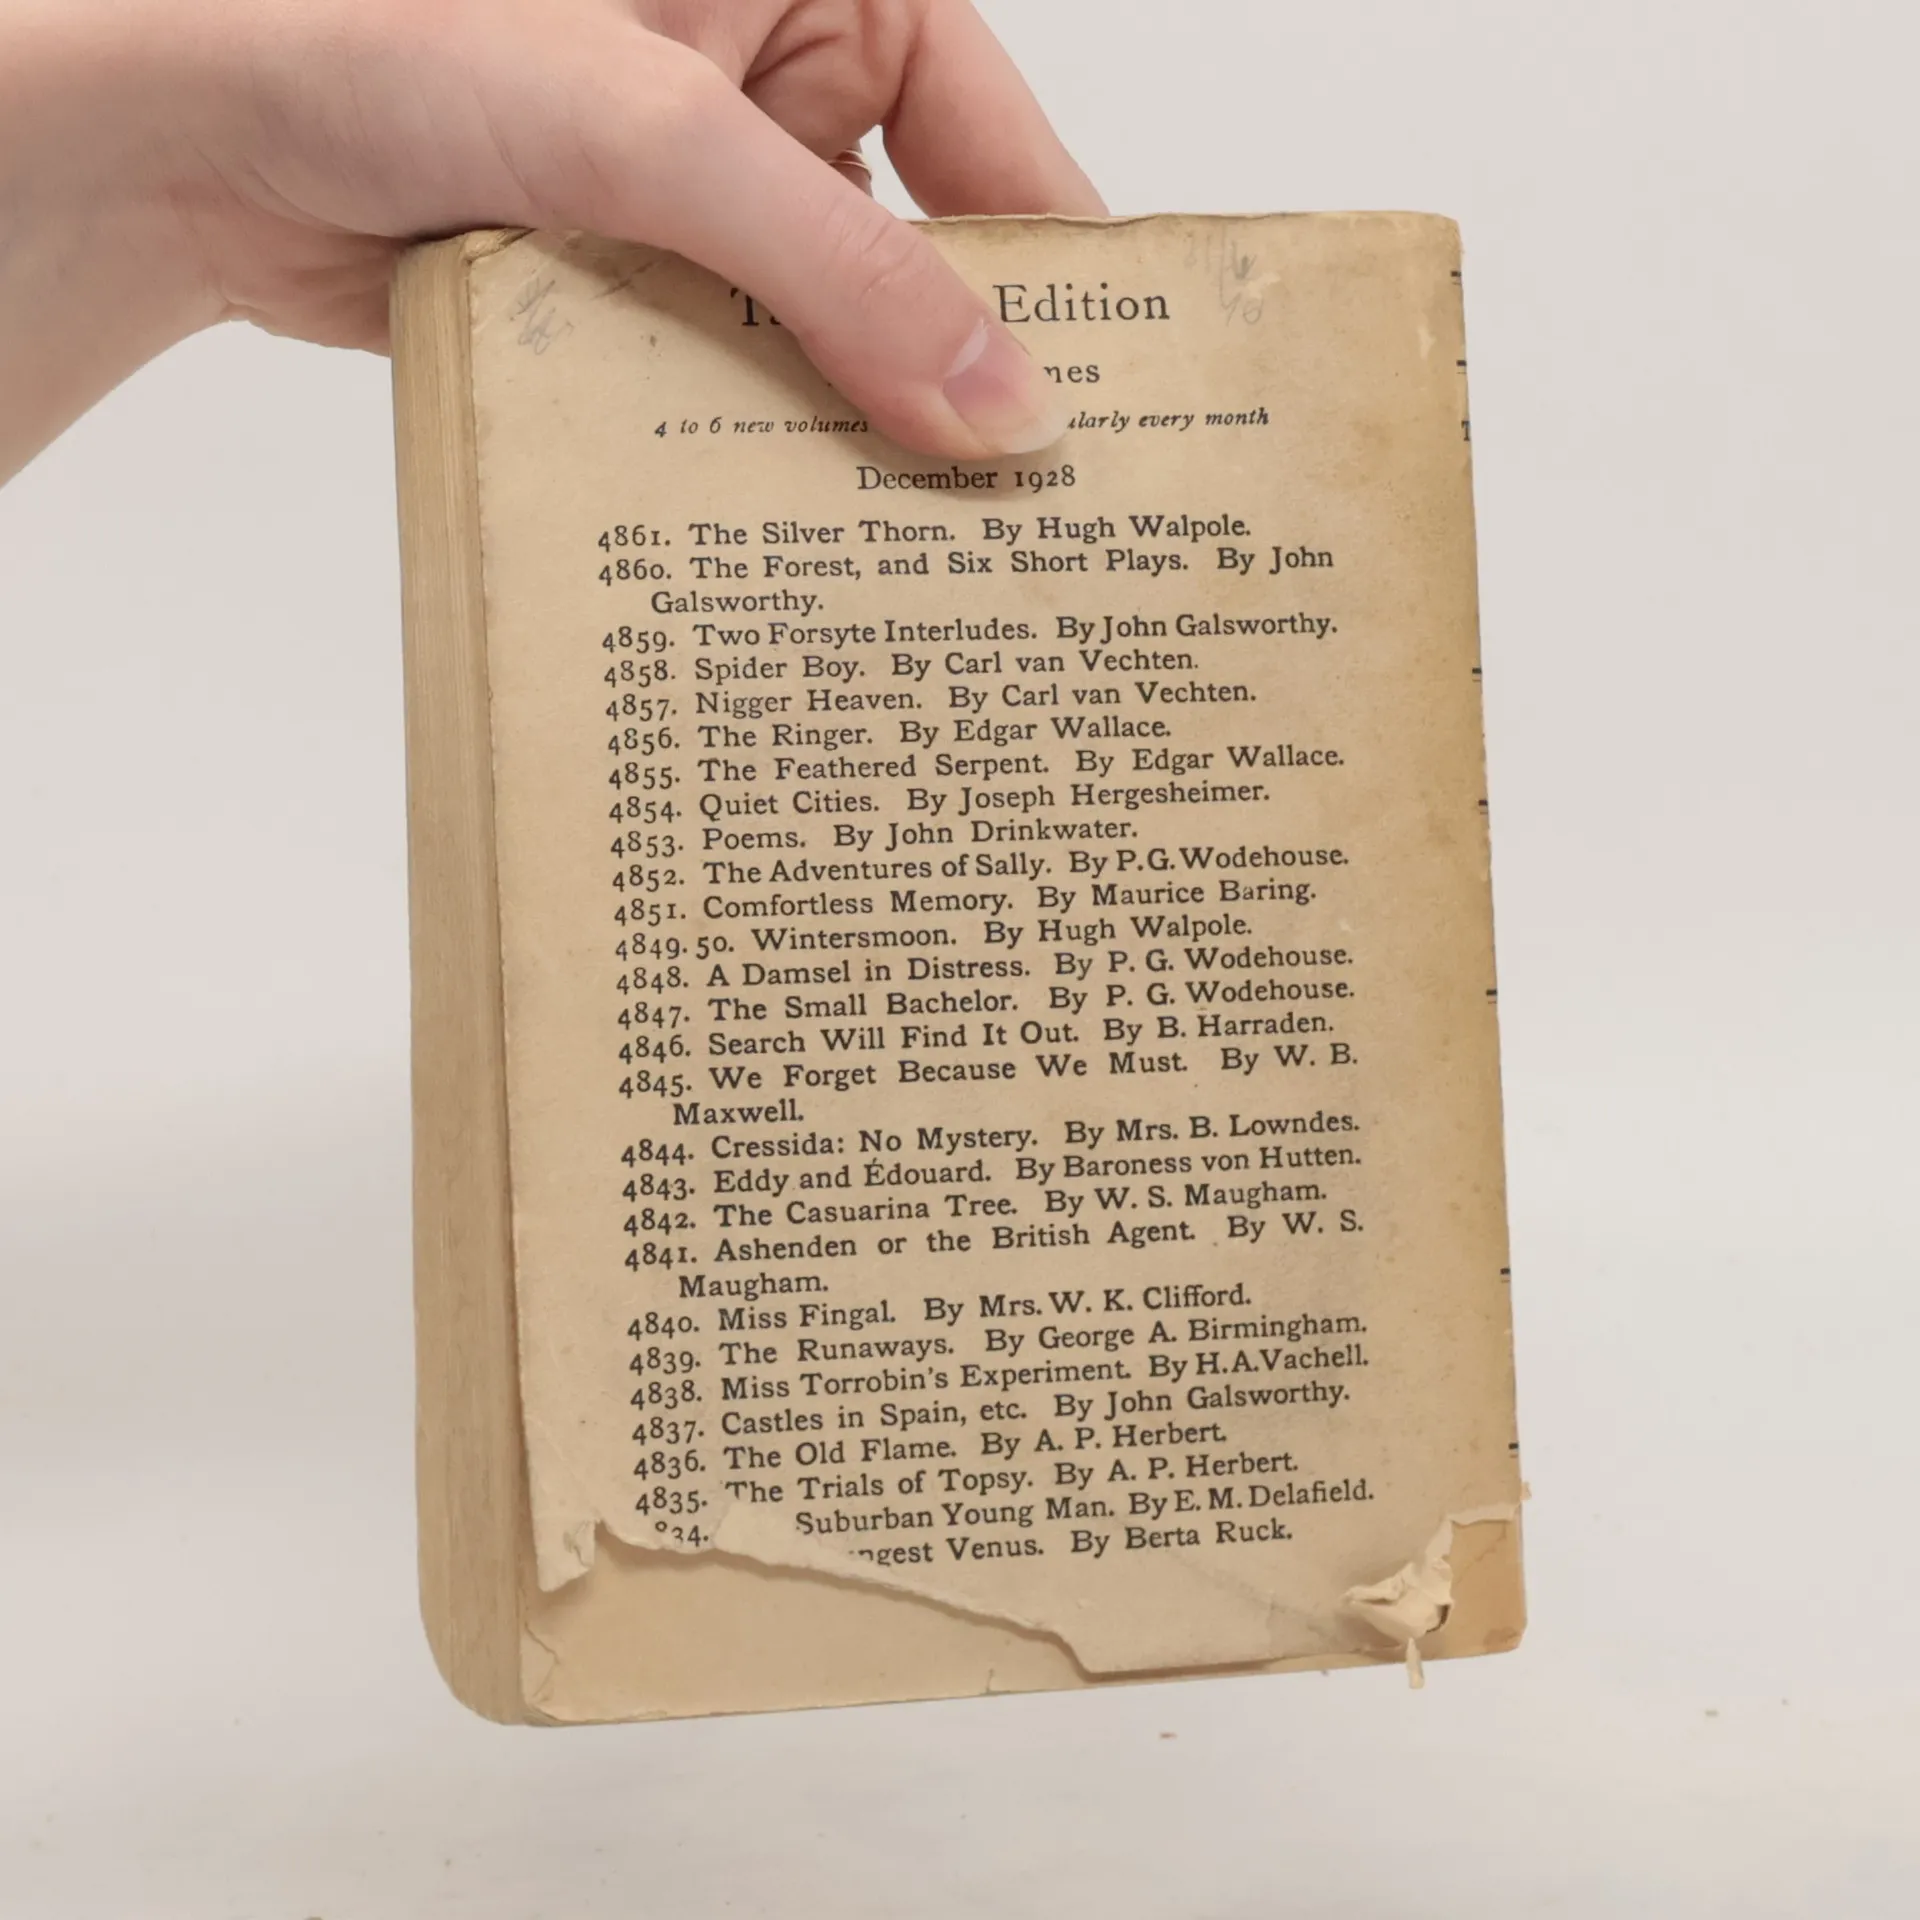 Edition
4 to 6 new volumes every month
December 1928
4861. The Silver Thorn. By Hugh Walpole.
4860. The Forest, and Six Short Plays. By John
Galsworthy.
4859. Two Forsyte Interludes. By John Galsworthy.
4858. Spider Boy. By Carl van Vechten.
4857. Nigger Heaven. By Carl van Vechten.
4856. The Ringer. By Edgar Wallace.
4855. The Feathered Serpent. By Edgar Wallace.
4854. Quiet Cities. By Joseph Hergesheimer.
4853. Poems. By John Drinkwater.
4852. The Adventures of Sally. By P.G.Wodehouse.
4851. Comfortless Memory. By Maurice Baring.
4849. 50. Wintersmoon. By Hugh Walpole.
4848. A Damsel in Distress. By P. G. Wodehouse.
4847. The Small Bachelor. By P. G. Wodehouse.
4846. Search Will Find It Out. By B. Harraden.
4845. We Forget Because We Must. By W. B.
Maxwell.
4844. Cressida: No Mystery. By Mrs. B. Lowndes.
4843. Eddy and Édouard. By Baroness von Hutten.
4842. The Casuarina Tree. By W. S. Maugham.
4841. Ashenden or the British Agent. By W. S.
Maugham.
4840. Miss Fingal. By Mrs. W. K. Clifford.
4839. The Runaways. By George A. Birmingham.
4838. Miss Torrobin's Experiment. By H.A.Vachell.
4837. Castles in Spain, etc. By John Galsworthy.
4836. The Old Flame. By A. P. Herbert.
4835. The Trials of Topsy. By A. P. Herbert.
Suburban Young Man. By E. M. Delafield.
Venus. By Berta Ruck.